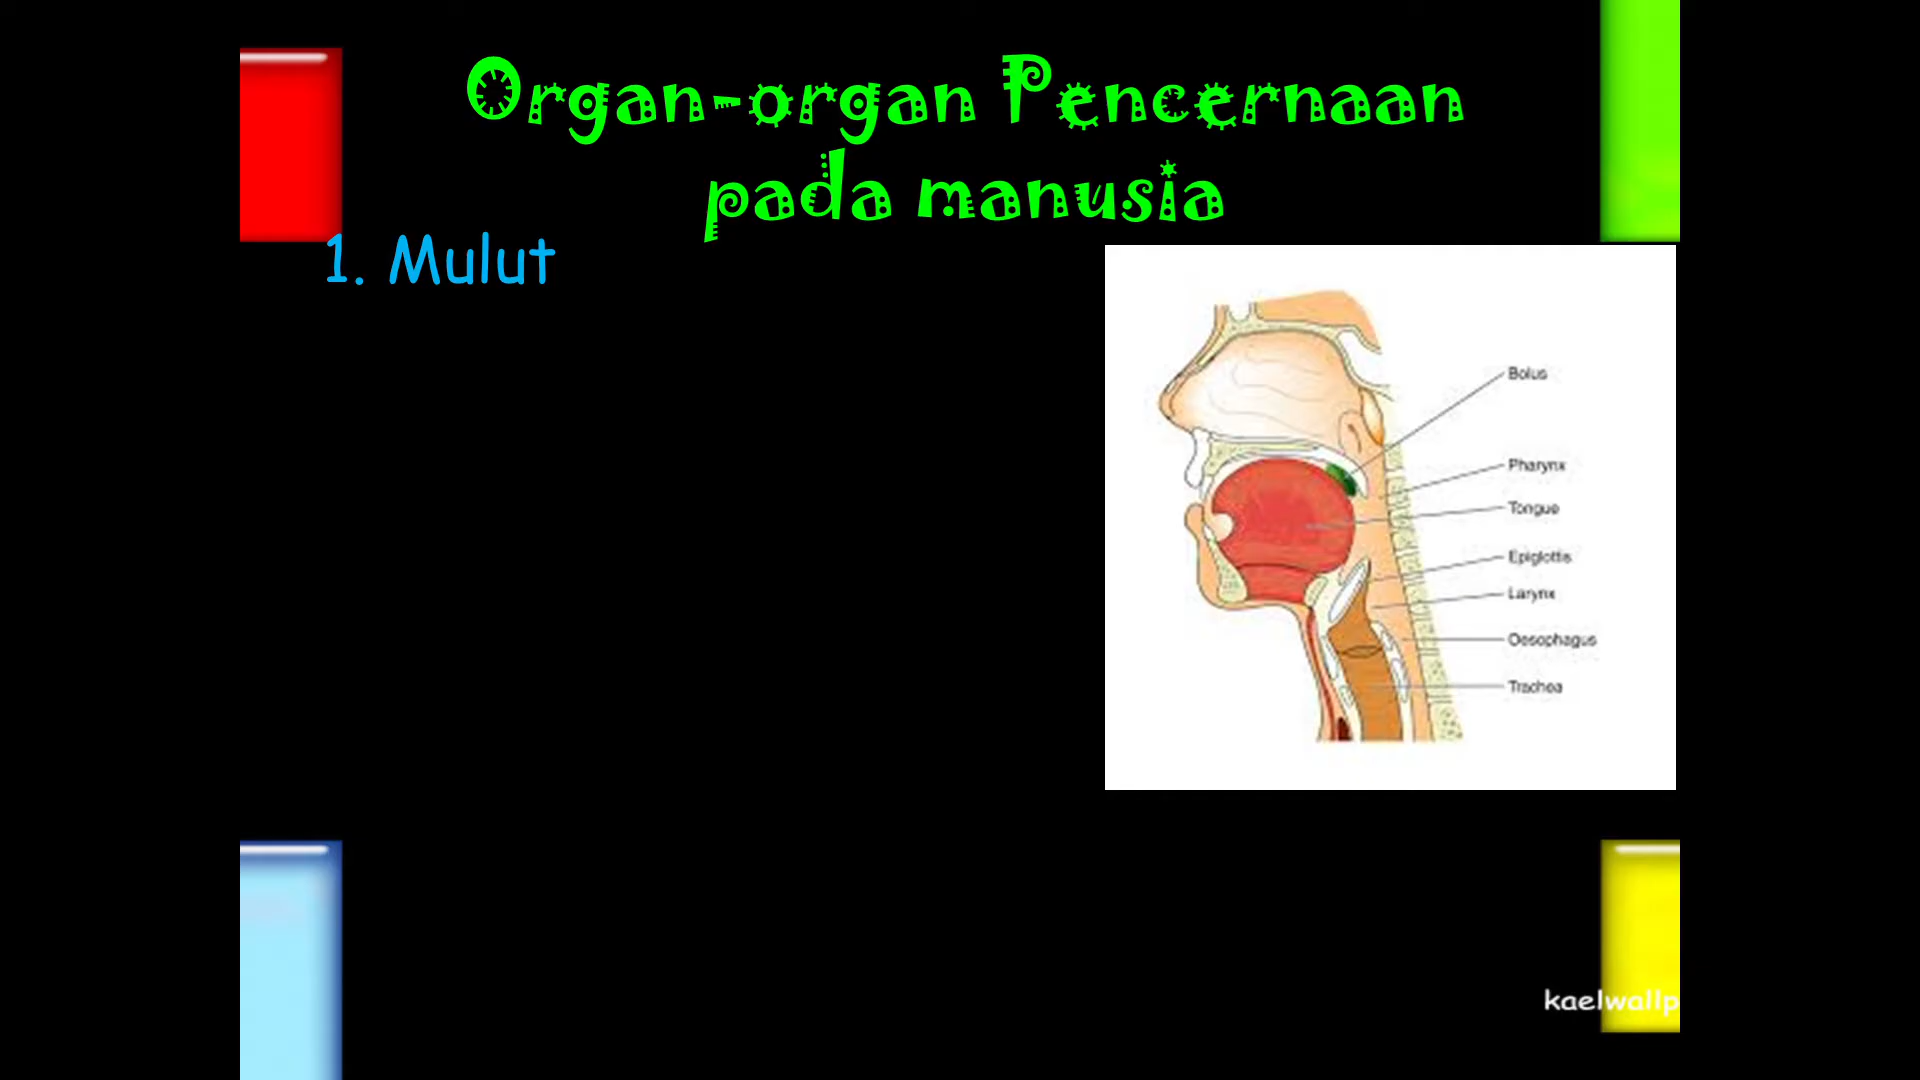 Organ-organ Pencernaan
pada manusia
1. Mulut
Bolus
Pharynx
Tongue
Epiglottis
Larynx
Oesophagus
Trachea
kaelwallp